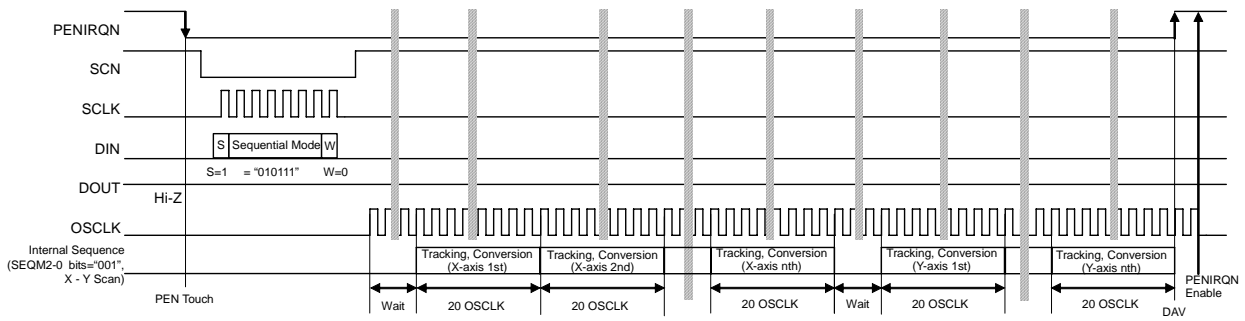 PENIRQN
SCN
SCLK
DIN
S Sequential Mode W
S=1 = "010111" W=0
DOUT
Hi-Z
OSCLK
Internal Sequence
(SEQM2-0 bits="001",
X - Y Scan)
Tracking, Conversion
(X-axis 1st)
Tracking, Conversion
(X-axis 2nd)
Tracking, Conversion
(X-axis nth)
Tracking, Conversion
(Y-axis 1st)
Tracking, Conversion
(Y-axis nth)
PEN Touch
Wait
20 OSCLK
20 OSCLK
20 OSCLK
Wait
20 OSCLK
20 OSCLK
DAV
PENIRQN
Enable